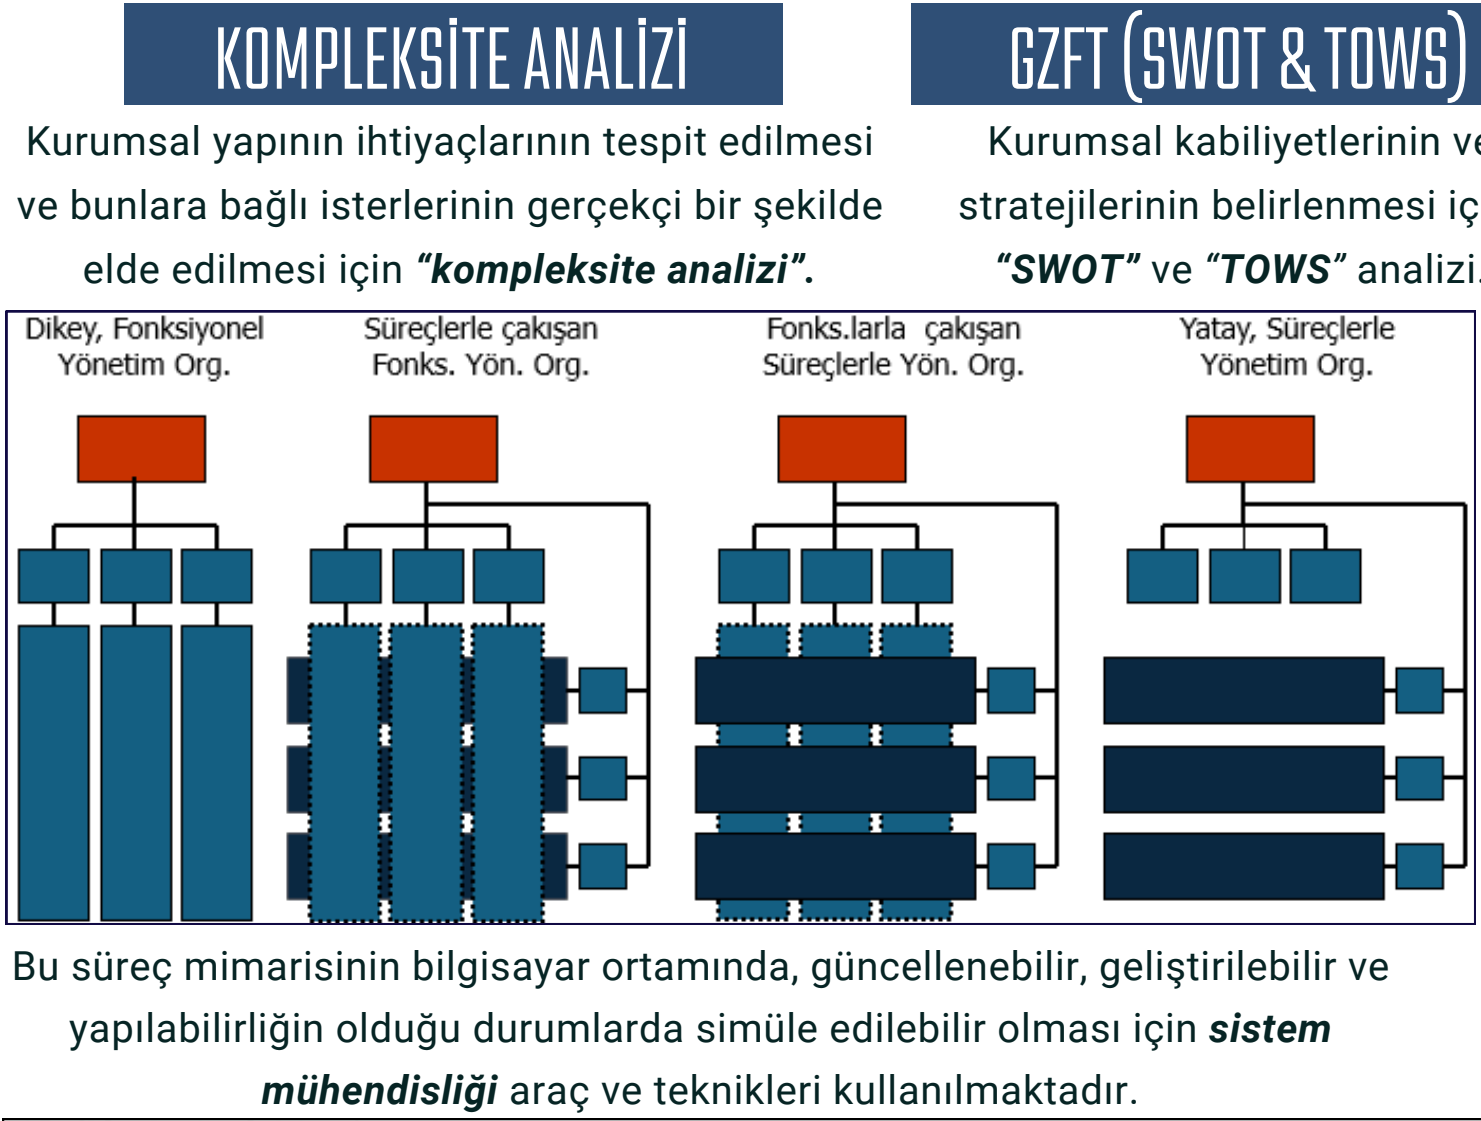 KOMPLEKSİTE ANALİZİ
Kurumsal yapının ihtiyaçlarının tespit edilmesi
ve bunlara bağlı isterlerinin gerçekçi bir şekilde
elde edilmesi için “kompleksite analizi”.
GZFT (SWOT & TOWS)
Kurumsal kabiliyetlerinin ve
stratejilerinin belirlenmesi iç
“SWOT” ve “TOWS” analizi.
Dikey, Fonksiyonel
Yönetim Org.
Süreçlerle çakışan
Fonks. Yön. Org.
Fonks.larla çakışan
Süreçlerle Yön. Org.
Yatay, Süreçlerle
Yönetim Org.
Bu süreç mimarisinin bilgisayar ortamında, güncellenebilir, geliştirilebilir ve
yapılabilirliğin olduğu durumlarda simüle edilebilir olması için sistem
mühendisliği araç ve teknikleri kullanılmaktadır.